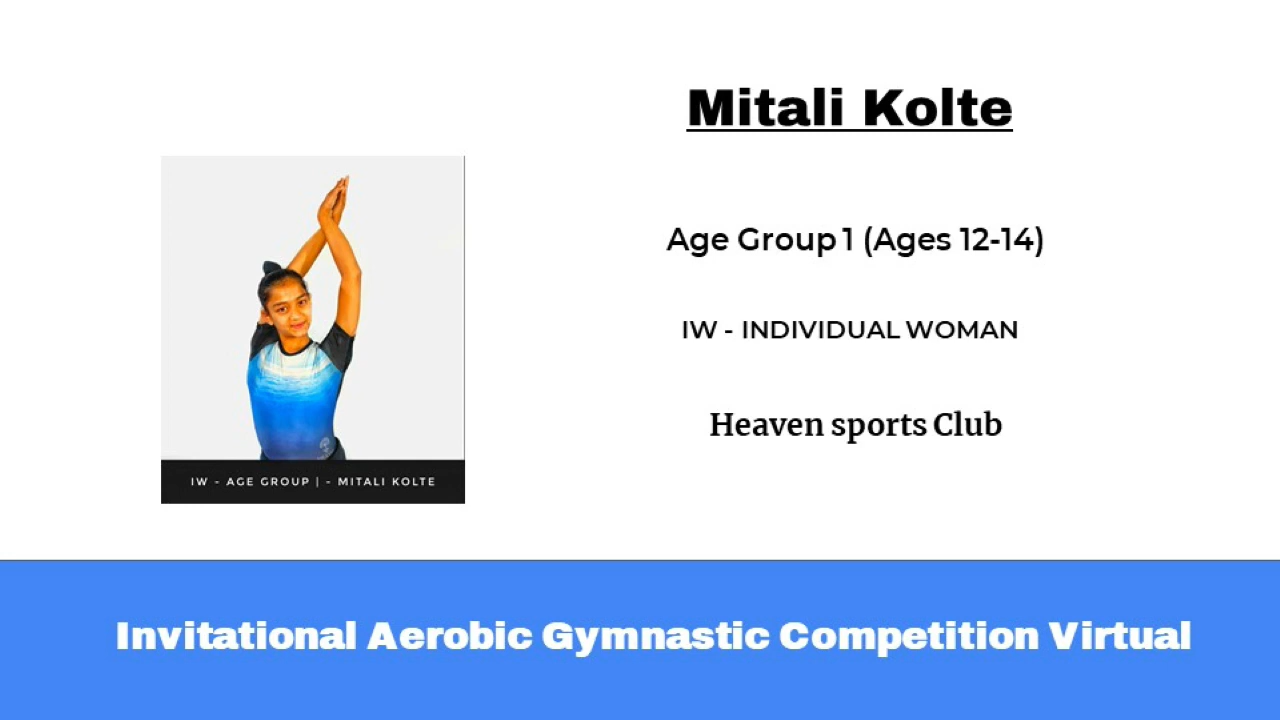 Mitali Kolte
Age Group 1 (Ages 12-14)
IW - INDIVIDUAL WOMAN
Heaven sports Club
IW - AGE GROUP | - MITALI KOLTE
Invitational Aerobic Gymnastic Competition Virtual